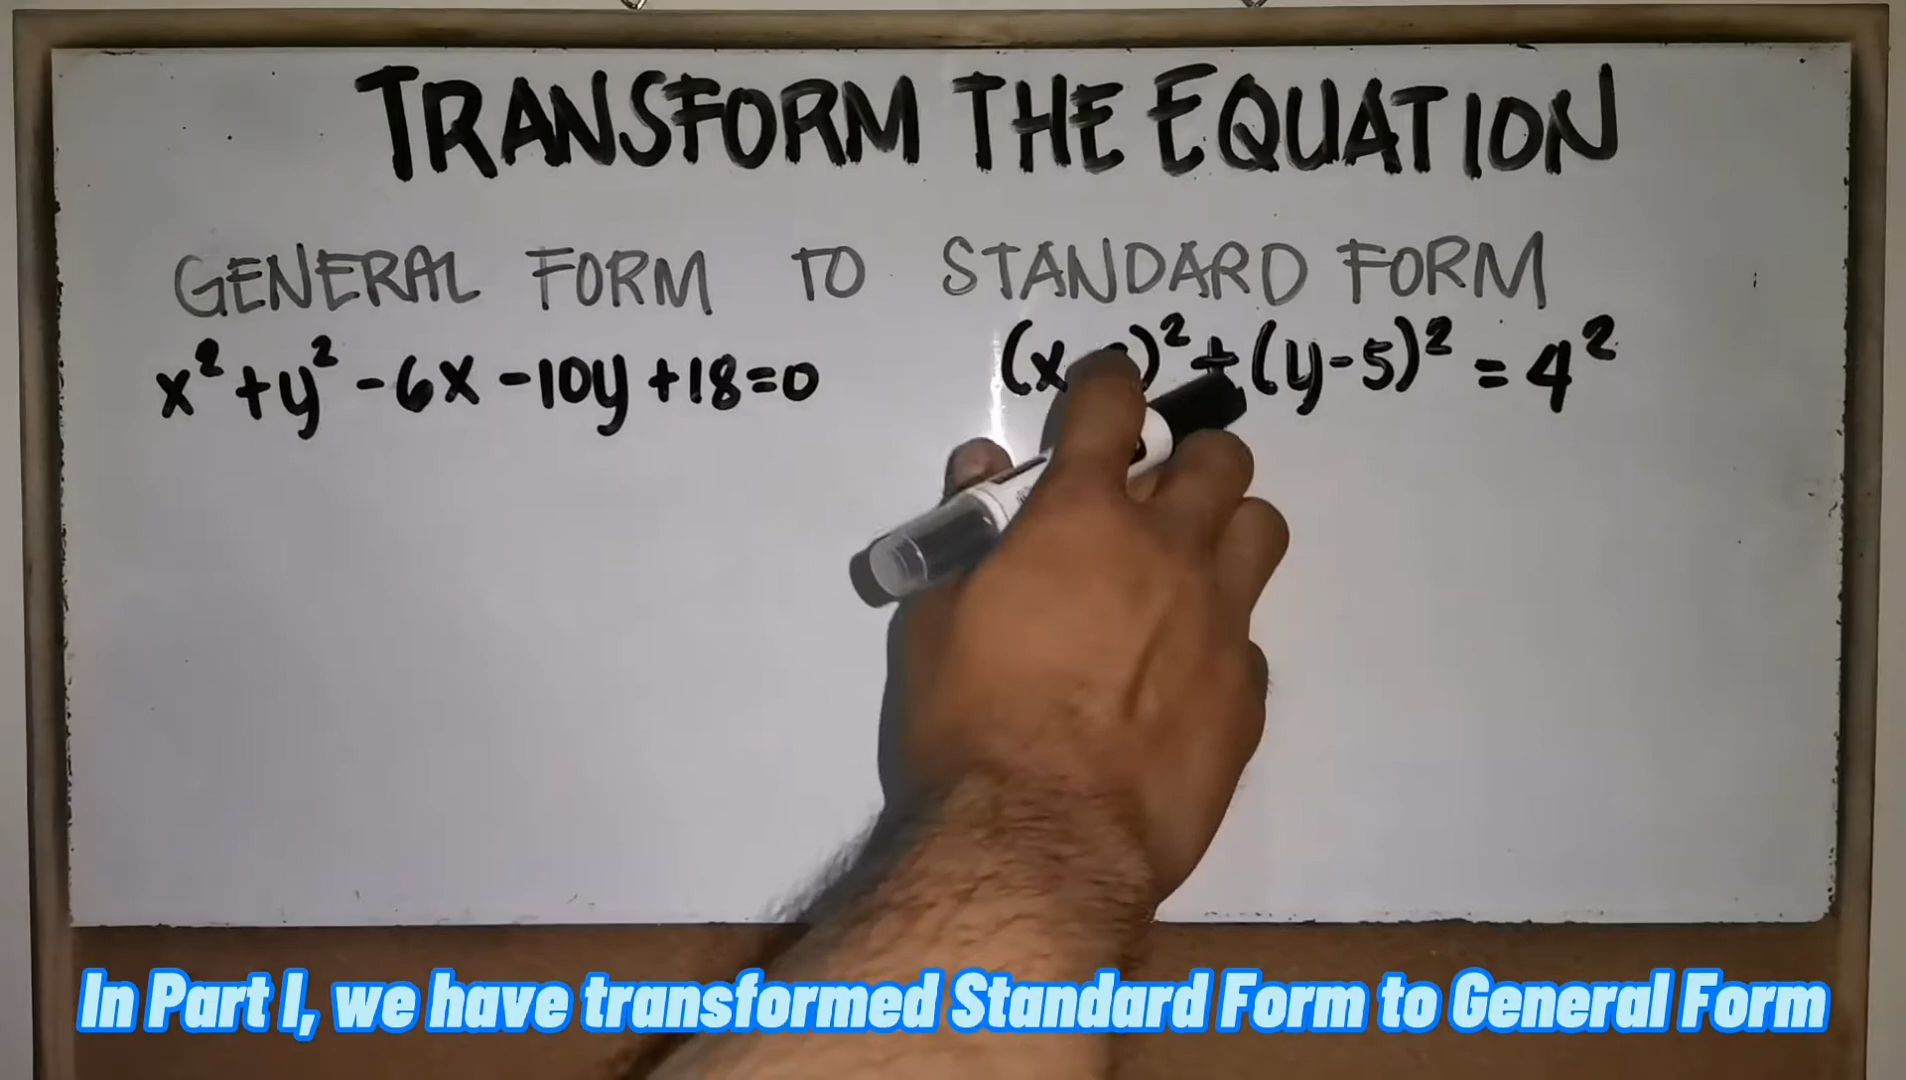 TRANSFORM THE EQUATION
GENERAL FORM TO STANDARD FORM
x² + y² - 6x - 10y + 18 = 0
(x )² + (y - 5)² = 4²
In Part I, we have transformed Standard Form to General Form